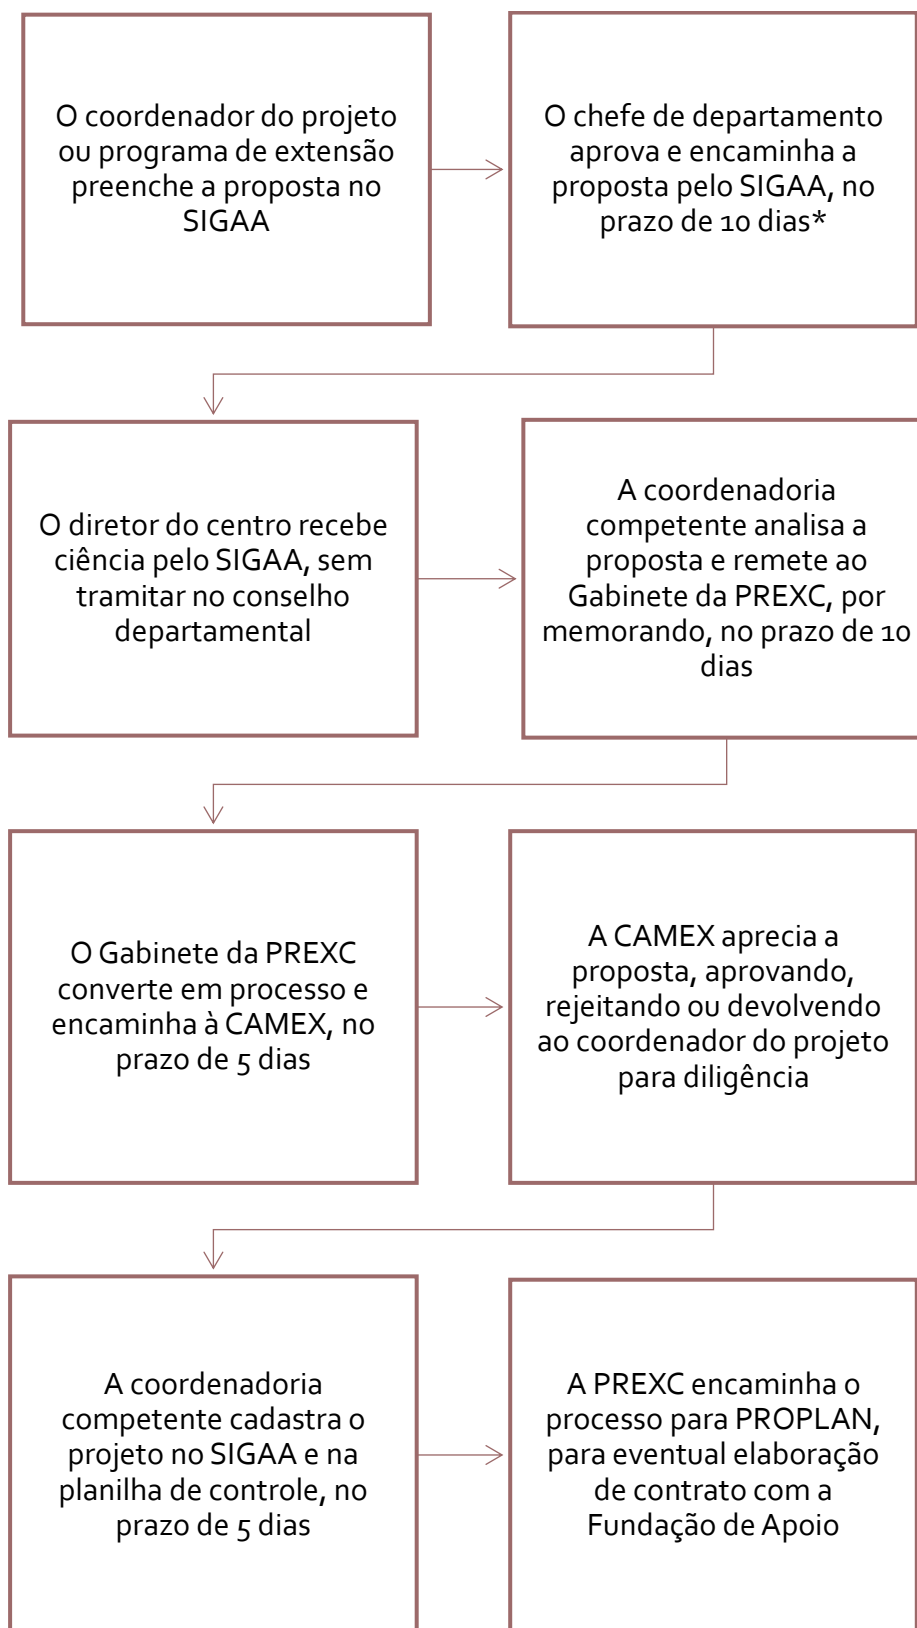 O coordenador do projeto
ou programa de extensão
preenche a proposta no
SIGAA
O chefe de departamento
aprova e encaminha a
proposta pelo SIGAA, no
prazo de 10 dias*
O diretor do centro recebe
ciência pelo SIGAA, sem
tramitar no conselho
departamental
A coordenadoria
competente analisa a
proposta e remete ao
Gabinete da PREXC, por
memorando, no prazo de 10
dias
O Gabinete da PREXC
converte em processo e
encaminha à CAMEX, no
prazo de 5 dias
A CAMEX aprecia a
proposta, aprovando,
rejeitando ou devolvendo
ao coordenador do projeto
para diligência
A coordenadoria
competente cadastra o
projeto no SIGAA e na
planilha de controle, no
prazo de 5 dias
A PREXC encaminha o
processo para PROPLAN,
para eventual elaboração
de contrato com a
Fundação de Apoio